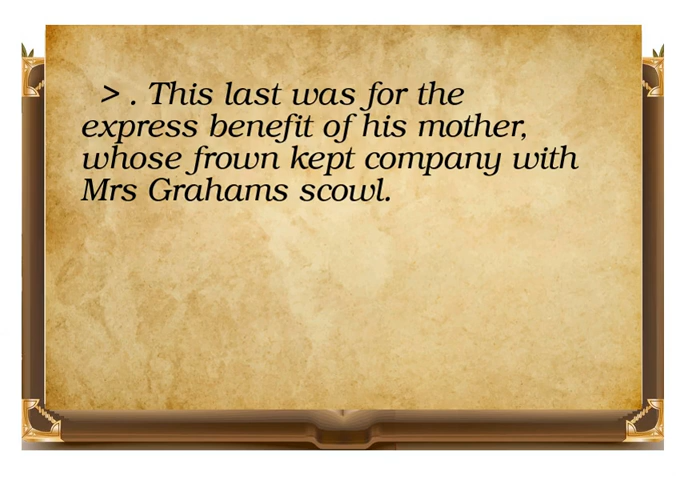 > . This last was for the
express benefit of his mother,
whose frown kept company with
Mrs Grahams scowl.